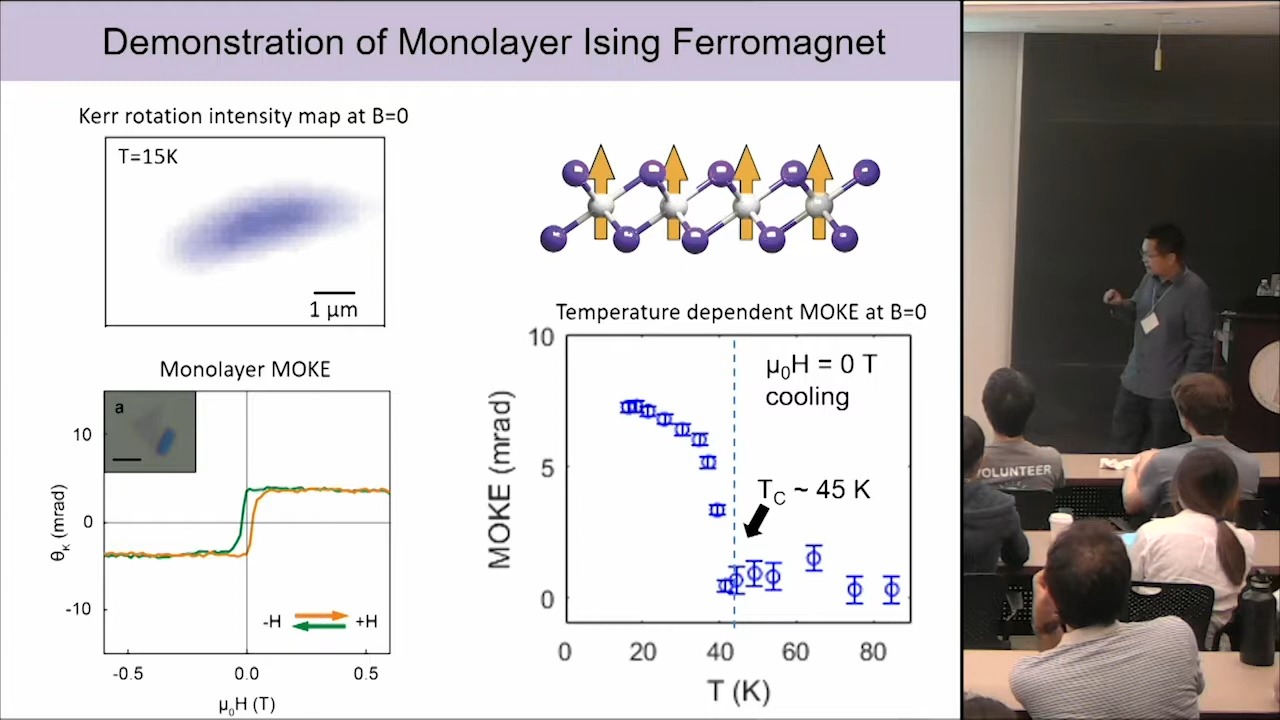 Demonstration of Monolayer Ising Ferromagnet
Kerr rotation intensity map at B=0
T=15K
1 μm
Monolayer MOKE
a
10
0
-10
θK (mrad)
-H
+H
-0.5
0.0
0.5
μ0H (T)
Temperature dependent MOKE at B=0
10
5
0
MOKE (mrad)
μ0H = 0 T
cooling
TC ~ 45 K
0
20
40
60
80
T (K)
VOLUNTEER